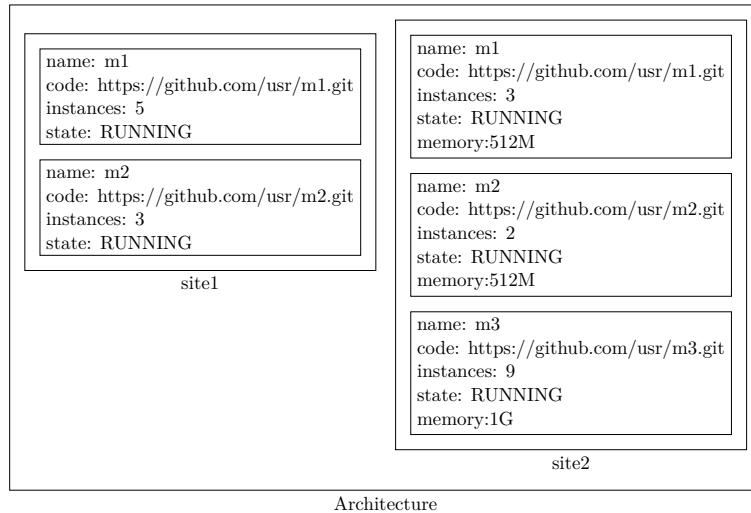 name: m1
code: https://github.com/usr/m1.git
instances: 5
state: RUNNING
name: m2
code: https://github.com/usr/m2.git
instances: 3
state: RUNNING
site1
name: m1
code: https://github.com/usr/m1.git
instances: 3
state: RUNNING
memory:512M
name: m2
code: https://github.com/usr/m2.git
instances: 2
state: RUNNING
memory:512M
name: m3
code: https://github.com/usr/m3.git
instances: 9
state: RUNNING
memory:1G
site2
Architecture